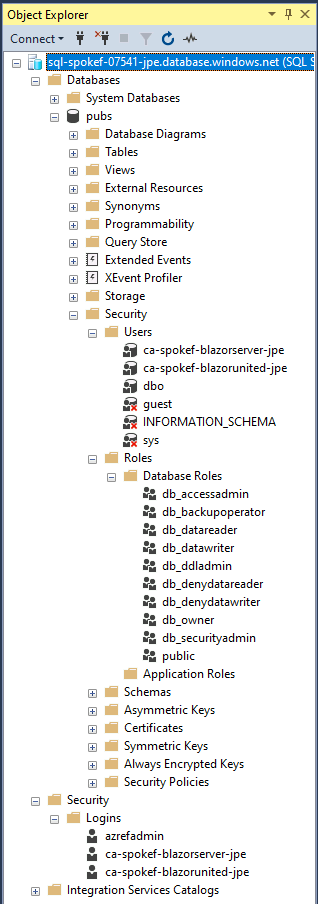 Object Explorer
Connect
sql-spokef-07541-jpe.database.windows.net (SQL S
Databases
System Databases
pubs
Database Diagrams
Tables
Views
External Resources
Synonyms
Programmability
Query Store
Extended Events
XEvent Profiler
Storage
Security
Users
ca-spokef-blazorserver-jpe
ca-spokef-blazorunited-jpe
dbo
guest
INFORMATION_SCHEMA
sys
Roles
Database Roles
db_accessadmin
db_backupoperator
db_datareader
db_datawriter
db_ddladmin
db_denydatareader
db_denydatawriter
db_owner
db_securityadmin
public
Application Roles
Schemas
Asymmetric Keys
Certificates
Symmetric Keys
Always Encrypted Keys
Security Policies
Security
Logins
azrefadmin
ca-spokef-blazorserver-jpe
ca-spokef-blazorunited-jpe
Integration Services Catalogs